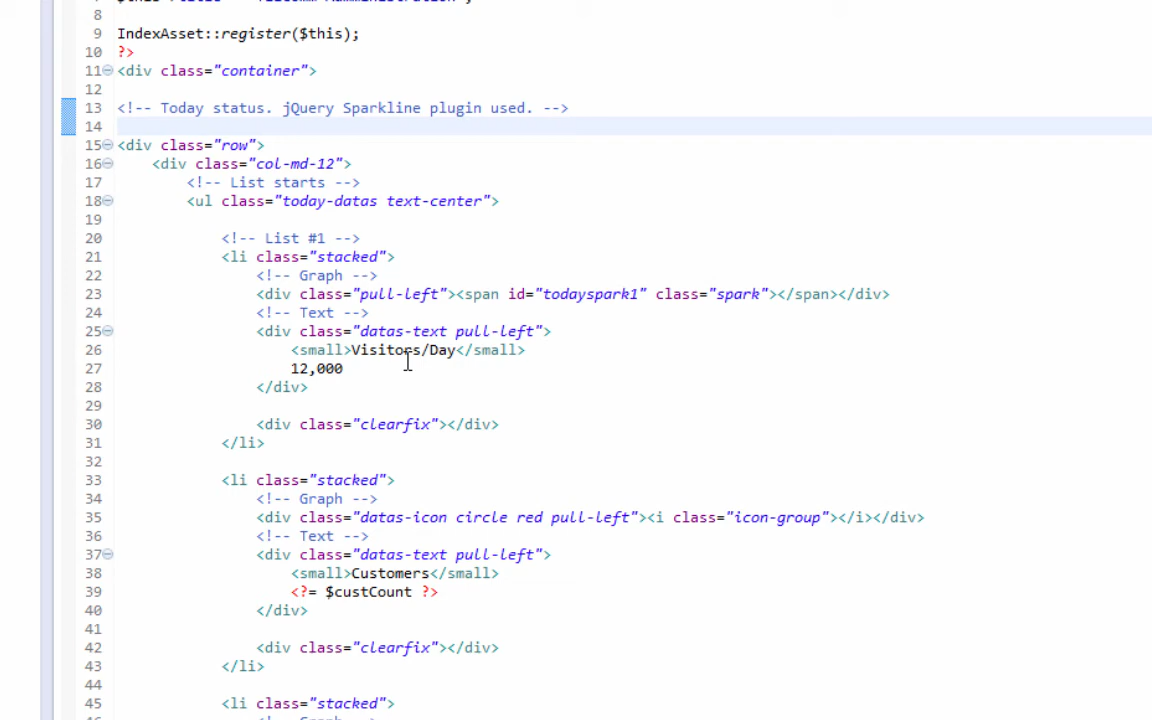 8
9 IndexAsset::register($this);
10 ?>
11 <div class="container">
12
13 <!-- Today status. jQuery Sparkline plugin used. -->
14
15 <div class="row">
16 <div class="col-md-12">
17 <!-- List starts -->
18 <ul class="today-datas text-center">
19
20 <!-- List #1 -->
21 <li class="stacked">
22 <!-- Graph -->
23 <div class="pull-left"><span id="todayspark1" class="spark"></span></div>
24 <!-- Text -->
25 <div class="datas-text pull-left">
26 <small>Visitors/Day</small>
27 12,000
28 </div>
29
30 <div class="clearfix"></div>
31 </li>
32
33 <li class="stacked">
34 <!-- Graph -->
35 <div class="datas-icon circle red pull-left"><i class="icon-group"></i></div>
36 <!-- Text -->
37 <div class="datas-text pull-left">
38 <small>Customers</small>
39 <?= $custCount ?>
40 </div>
41
42 <div class="clearfix"></div>
43 </li>
44
45 <li class="stacked">